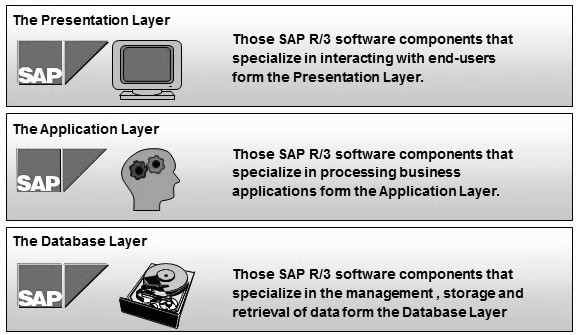 The Presentation Layer
SAP
Those SAP R/3 software components that
specialize in interacting with end-users
form the Presentation Layer.
The Application Layer
SAP
Those SAP R/3 software components that
specialize in processing business
applications form the Application Layer.
The Database Layer
SAP
Those SAP R/3 software components that
specialize in the management , storage and
retrieval of data form the Database Layer